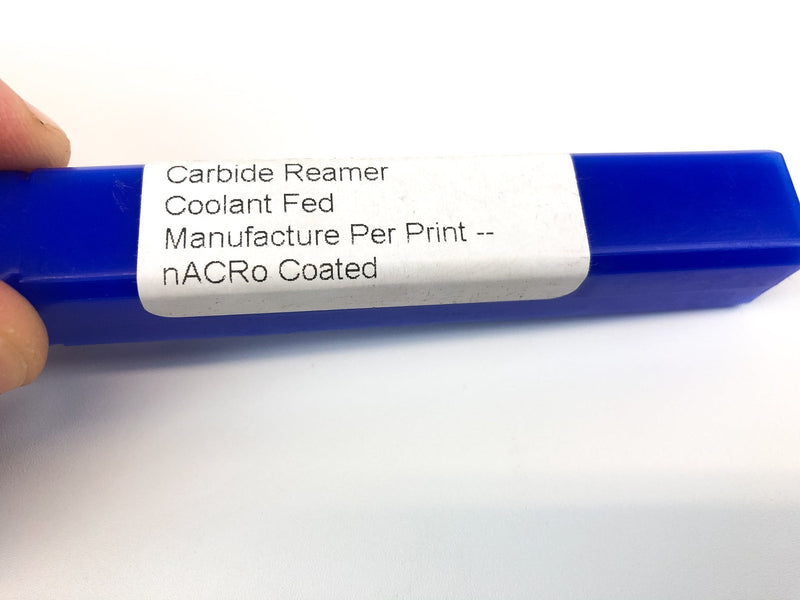 Carbide Reamer
Coolant Fed
Manufacture Per Print --
nACRo Coated